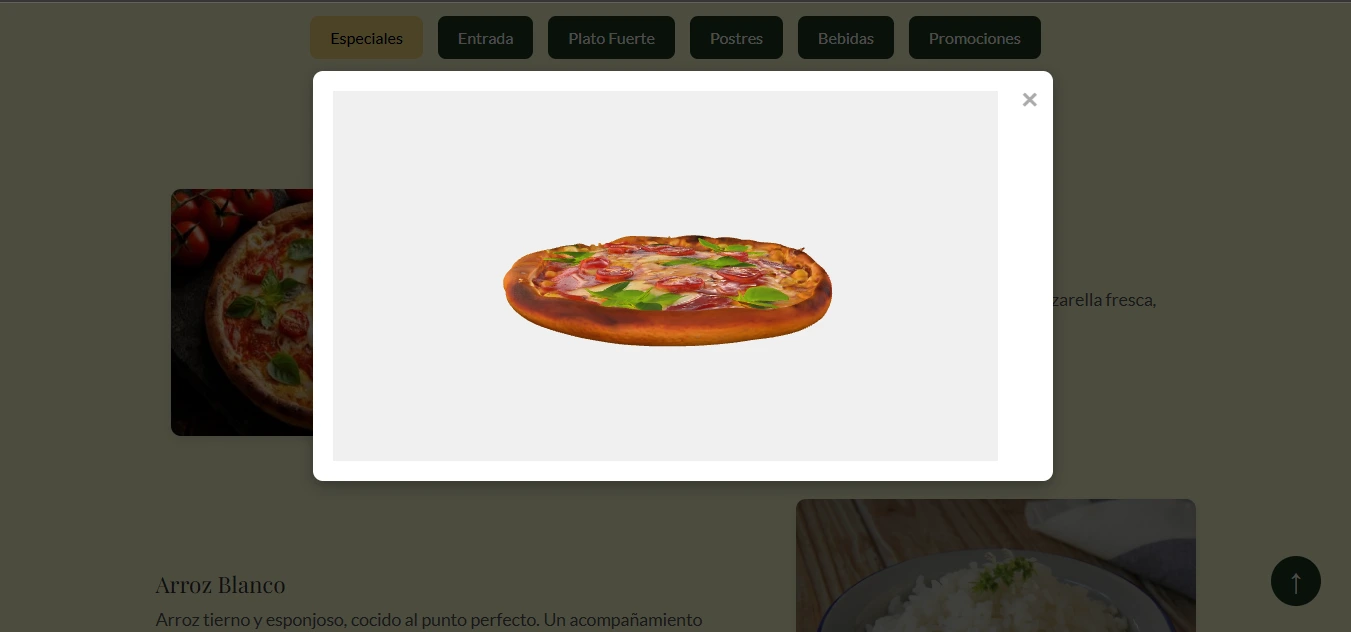 Especiales Entrada Plato Fuerte Postres Bebidas Promociones
zarella fresca,
Arroz Blanco
Arroz tierno y esponjoso, cocido al punto perfecto. Un acompañamiento